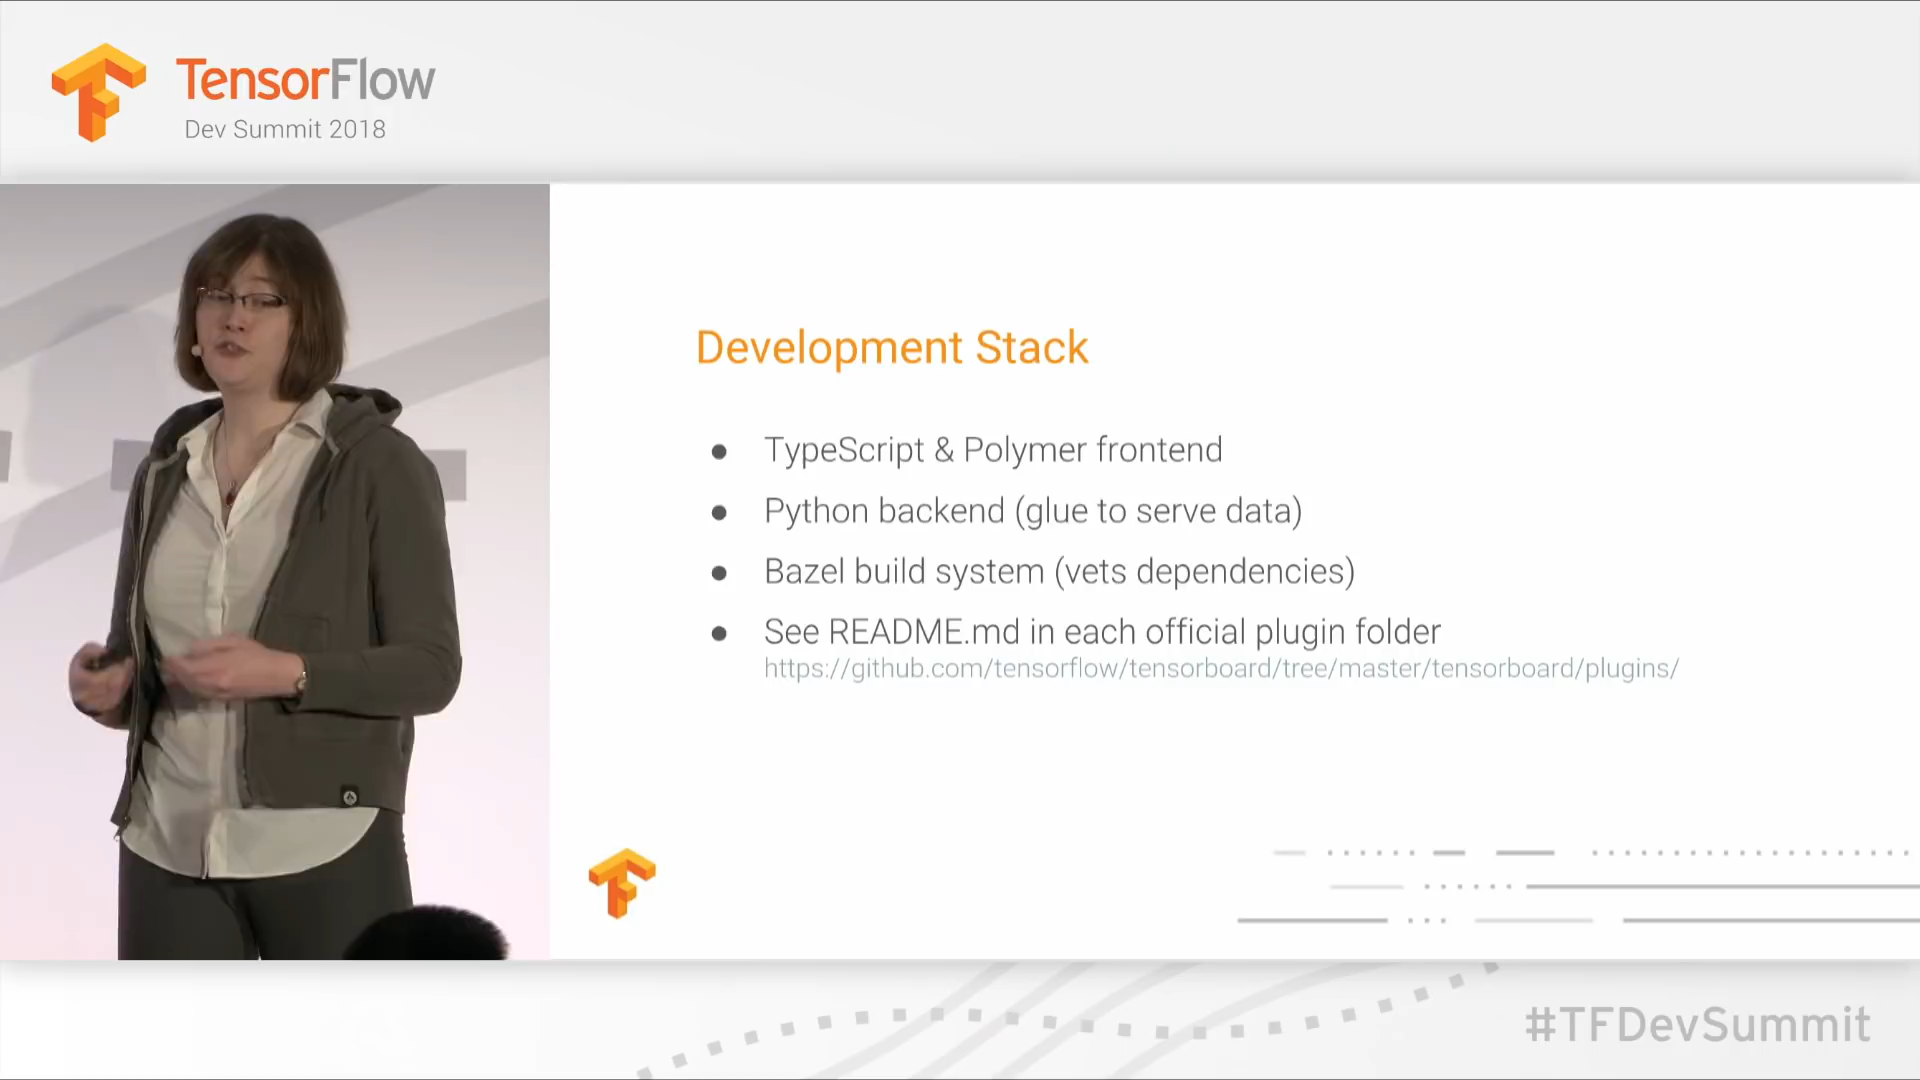 TensorFlow
Dev Summit 2018
Development Stack
● TypeScript & Polymer frontend
● Python backend (glue to serve data)
● Bazel build system (vets dependencies)
● See README.md in each official plugin folder
https://github.com/tensorflow/tensorboard/tree/master/tensorboard/plugins/
#TFDevSummit